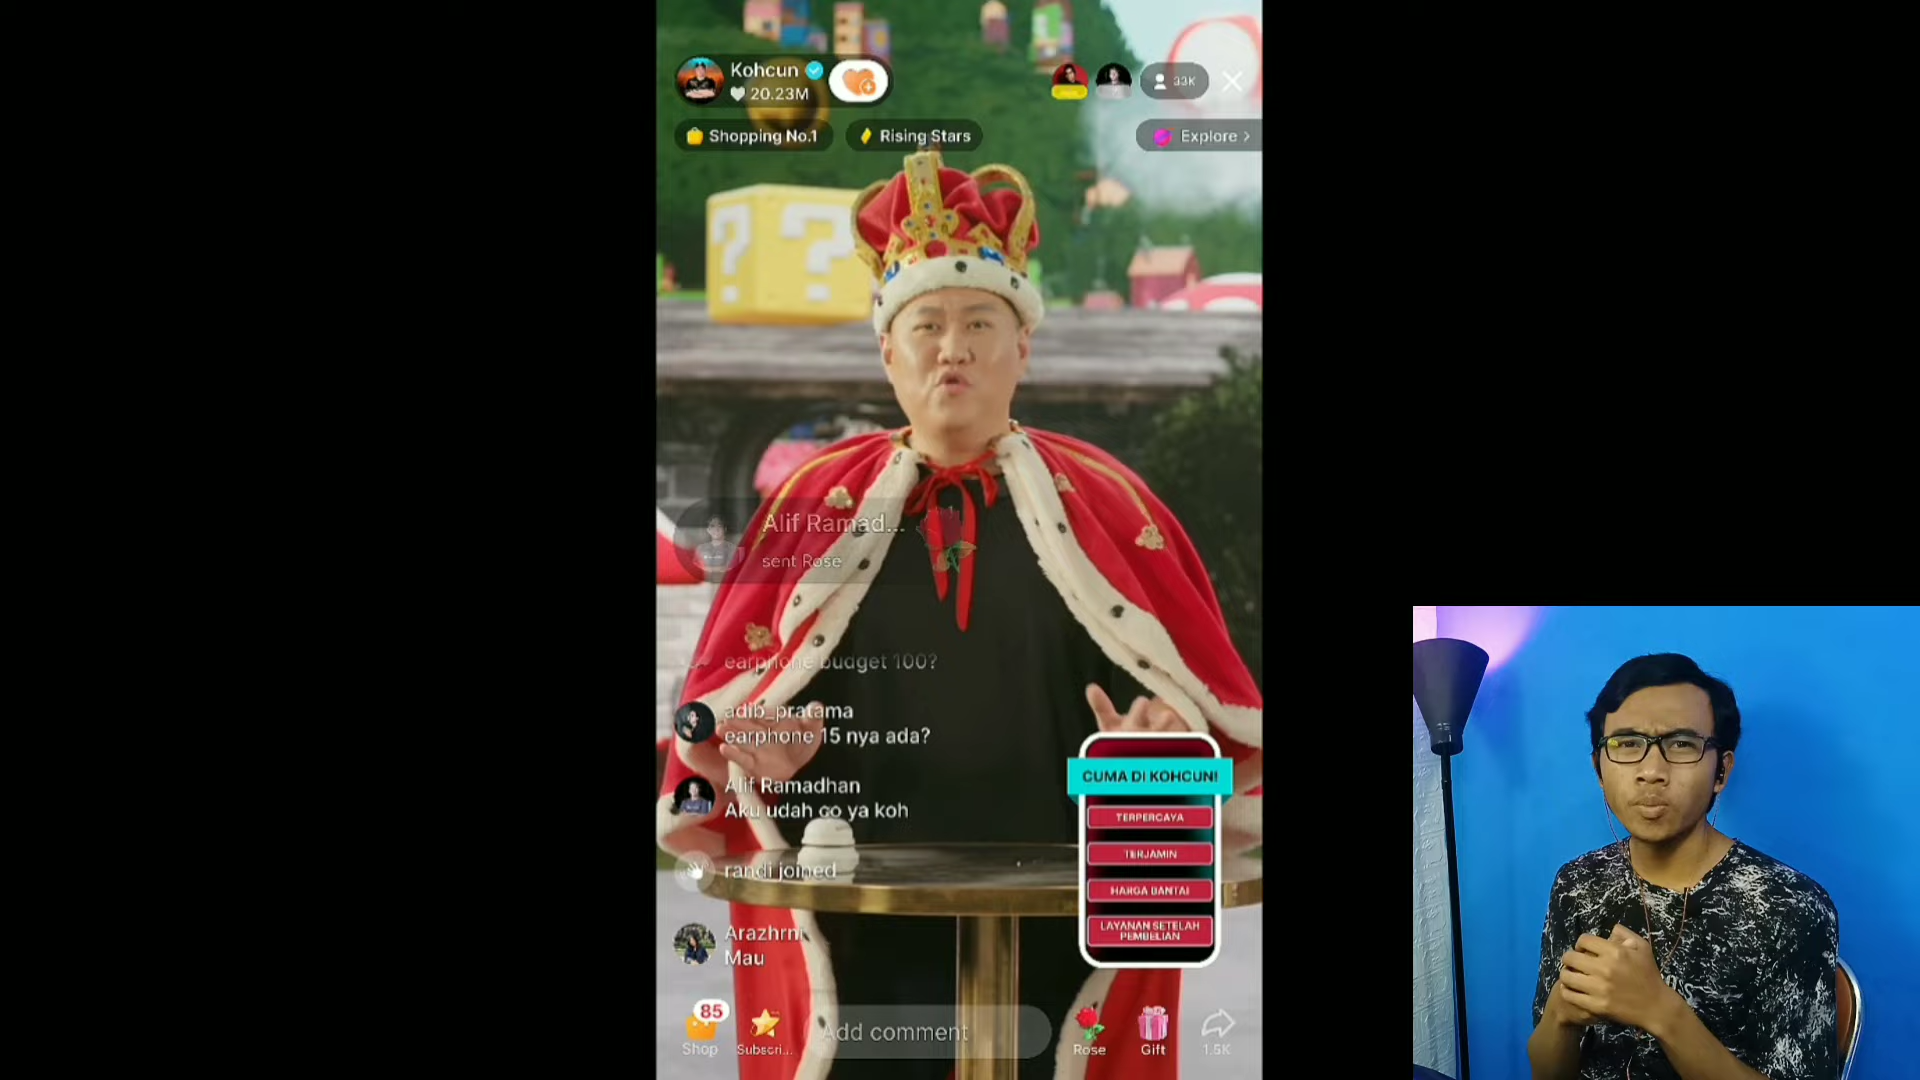 Kohcun
20.23M
33K
Shopping No.1
Rising Stars
Explore >
? ?
Alif Ramad...
sent Rose
earphone budget 100?
adib_pratama
earphone 15 nya ada?
Alif Ramadhan
Aku udah co ya koh
randi joined
Arazhrni
Mau
CUMA DI KOHCUN!
TERPERCAYA
TERJAMIN
HARGA BANTAI
LAYANAN SETELAH
PEMBELIAN
85
Shop
Subscri...
Add comment
Rose
Gift
1.5K